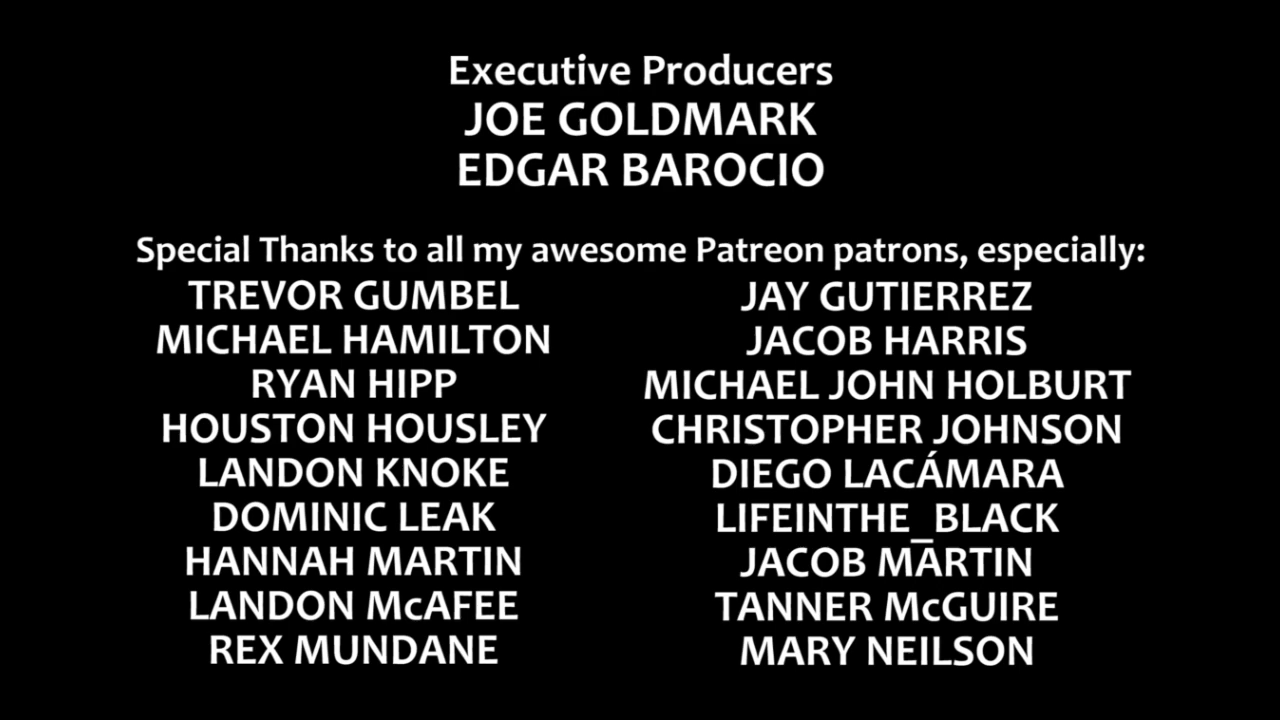 Executive Producers
JOE GOLDMARK
EDGAR BAROCIO
Special Thanks to all my awesome Patreon patrons, especially:
TREVOR GUMBEL
MICHAEL HAMILTON
RYAN HIPP
HOUSTON HOUSLEY
LANDON KNOKE
DOMINIC LEAK
HANNAH MARTIN
LANDON McAFEE
REX MUNDANE
JAY GUTIERREZ
JACOB HARRIS
MICHAEL JOHN HOLBURT
CHRISTOPHER JOHNSON
DIEGO LACÁMARA
LIFEINTHE_BLACK
JACOB MARTIN
TANNER McGUIRE
MARY NEILSON